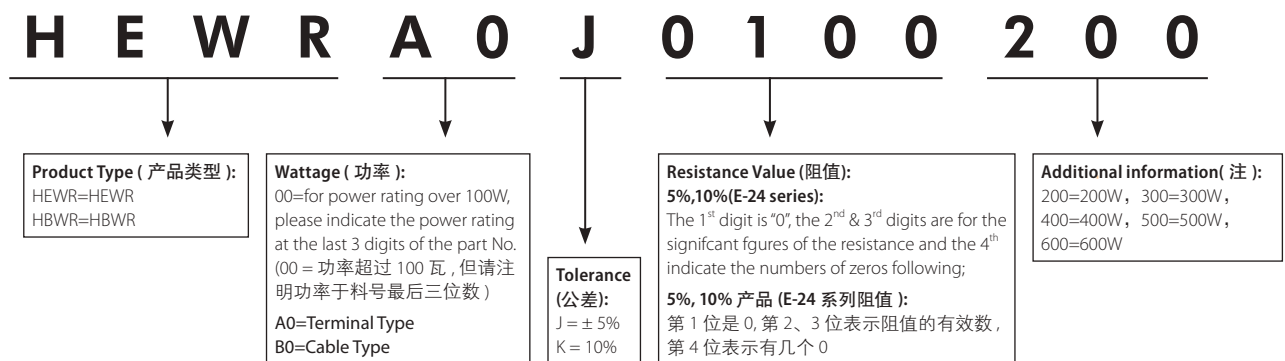 H E W R A 0 J 0 1 0 0 2 0 0
Product Type ( 产品类型 ):
HEWR=HEWR
HBWR=HBWR
Wattage ( 功率 ):
00=for power rating over 100W,
please indicate the power rating
at the last 3 digits of the part No.
(00 = 功率超过 100 瓦 , 但请注
明功率于料号最后三位数 )
A0=Terminal Type
B0=Cable Type
Tolerance
(公差):
J = ± 5%
K = 10%
Resistance Value (阻值):
5%,10%(E-24 series):
The 1st digit is "0", the 2nd & 3rd digits are for the
signifcant fgures of the resistance and the 4th
indicate the numbers of zeros following;
5%, 10% 产品 (E-24 系列阻值 ):
第 1 位是 0, 第 2、3 位表示阻值的有效数 ,
第 4 位表示有几个 0
Additional information( 注 ):
200=200W，300=300W，
400=400W，500=500W，
600=600W